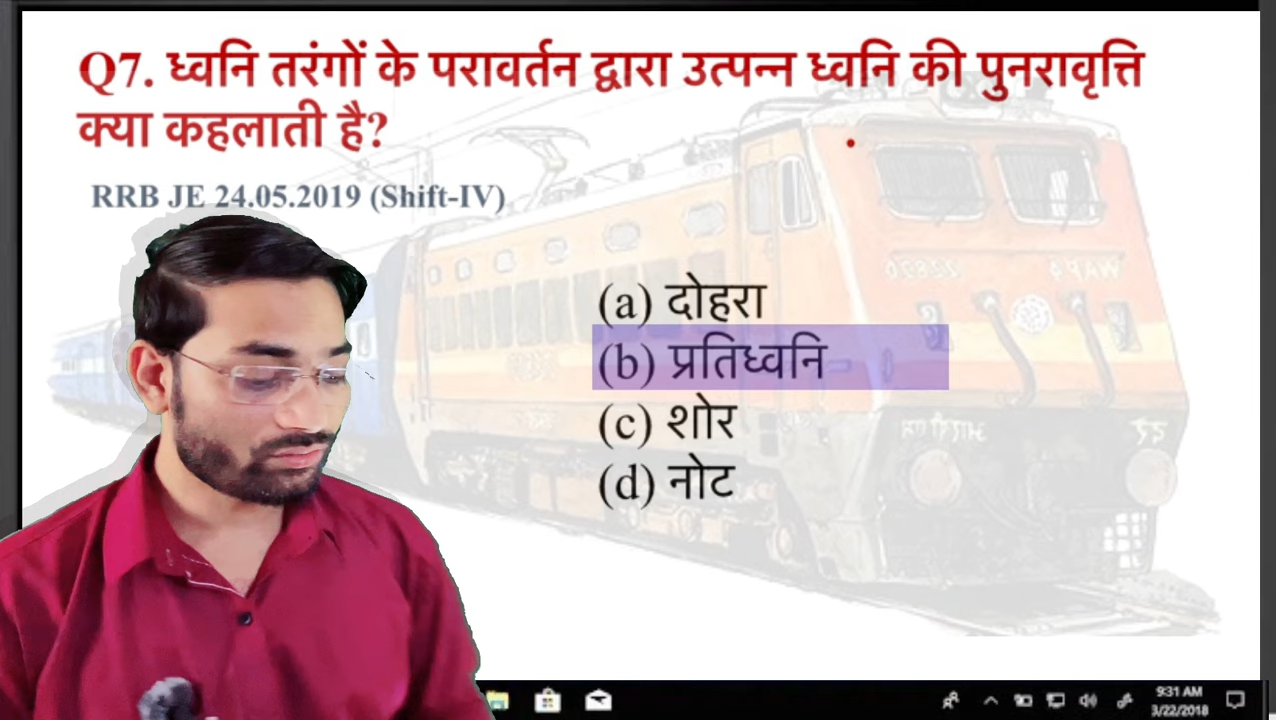 Q7. ध्वनि तरंगों के परावर्तन द्वारा उत्पन्न ध्वनि की पुनरावृत्ति
क्या कहलाती है?
RRB JE 24.05.2019 (Shift-IV)
(a) दोहरा
(b) प्रतिध्वनि
(c) शोर
(d) नोट
9:31 AM
3/22/2018